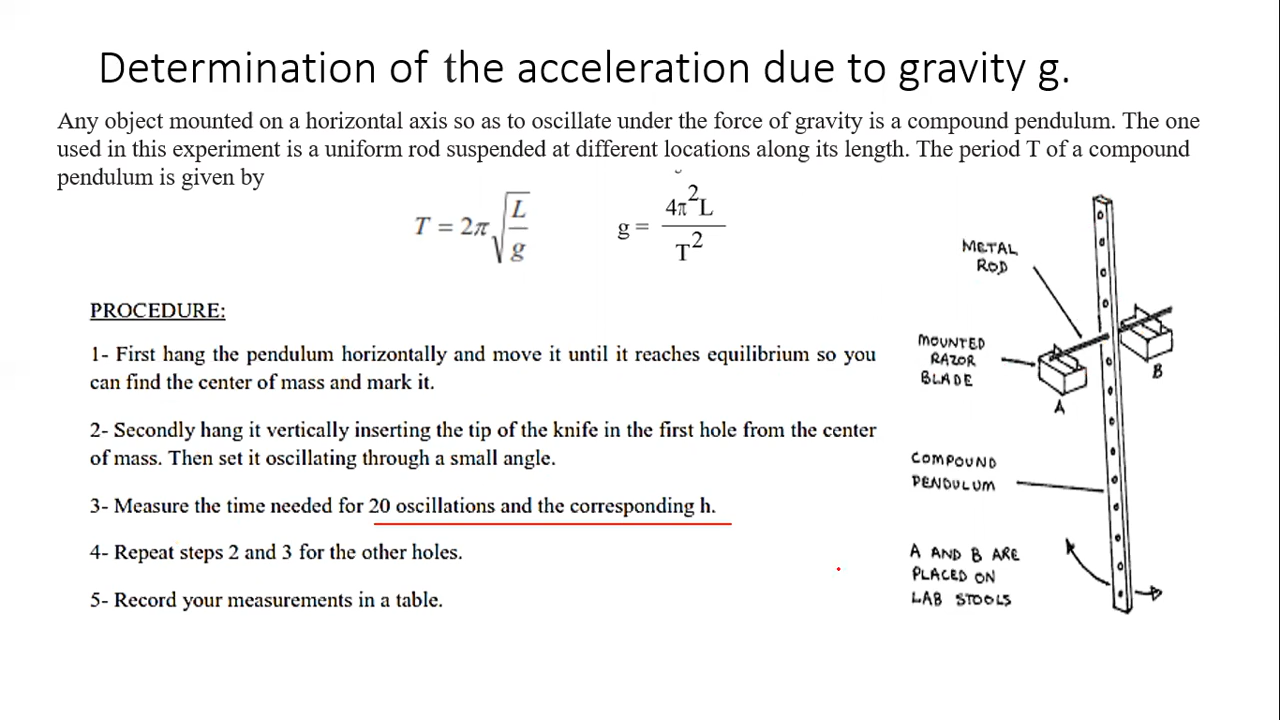 Determination of the acceleration due to gravity g.
Any object mounted on a horizontal axis so as to oscillate under the force of gravity is a compound pendulum. The one
used in this experiment is a uniform rod suspended at different locations along its length. The period T of a compound
pendulum is given by
T = 2π√(L/g)
g = 4π²L/T²
PROCEDURE:
1- First hang the pendulum horizontally and move it until it reaches equilibrium so you
can find the center of mass and mark it.
2- Secondly hang it vertically inserting the tip of the knife in the first hole from the center
of mass. Then set it oscillating through a small angle.
3- Measure the time needed for 20 oscillations and the corresponding h.
4- Repeat steps 2 and 3 for the other holes.
5- Record your measurements in a table.
METAL
ROD
MOUNTED
RAZOR
BLADE
A
B
COMPOUND
PENDULUM
A AND B ARE
PLACED ON
LAB STOOLS